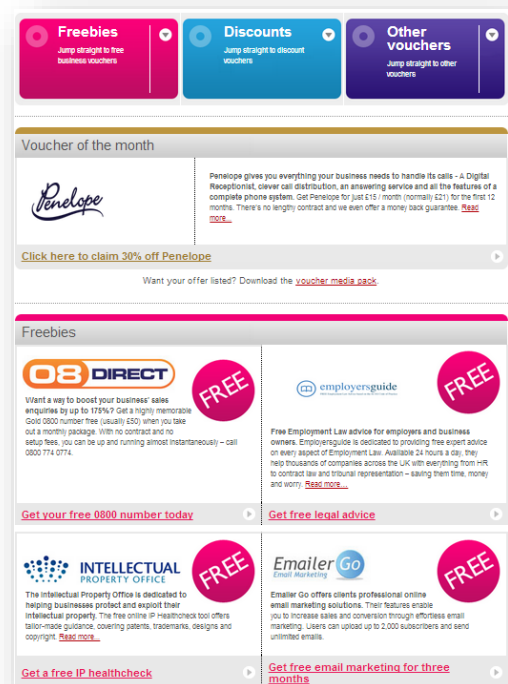 Freebies
Jump straight to free
business vouchers
Discounts
Jump straight to discount
vouchers
Other
vouchers
Jump straight to other
vouchers
Voucher of the month
Penelope
Penelope gives you everything your business needs to handle its calls - A Digital
Receptionist, clever call distribution, an answering service and all the features of a
complete phone system. Get Penelope for just £15 / month (normally £21) for the first 12
months. There's no lengthy contract and we even offer a money back guarantee. Read
more...
Click here to claim 30% off Penelope
Want your offer listed? Download the voucher media pack.
Freebies
08 DIRECT
FREE
Want a way to boost your business' sales
enquiries by up to 175%? Get a highly memorable
Gold 0800 number free (usually £50) when you take
out a monthly package. With no contract and no
setup fees, you can be up and running almost instantaneously – call
0800 774 0774.
Get your free 0800 number today
employersguide
FREE
Free Employment Law advice for employers and business
owners. Employersguide is dedicated to providing free expert advice
on every aspect of Employment Law. Available 24 hours a day, they
help thousands of companies across the UK with everything from HR
to contract law and tribunal representation – saving them time, money
and worry. Read more...
Get free legal advice
INTELLECTUAL
PROPERTY OFFICE
FREE
The Intellectual Property Office is dedicated to
helping businesses protect and exploit their
intellectual property. The free online IP Healthcheck tool offers
tailor-made guidance, covering patents, trademarks, designs and
copyright. Read more...
Get a free IP healthcheck
Emailer Go
Email Marketing
FREE
Emailer Go offers clients professional online
email marketing solutions. Their features enable
you to increase sales and conversion through effortless email
marketing. Users can upload up to 2,000 subscribers and send
unlimited emails.
Get free email marketing for three
months